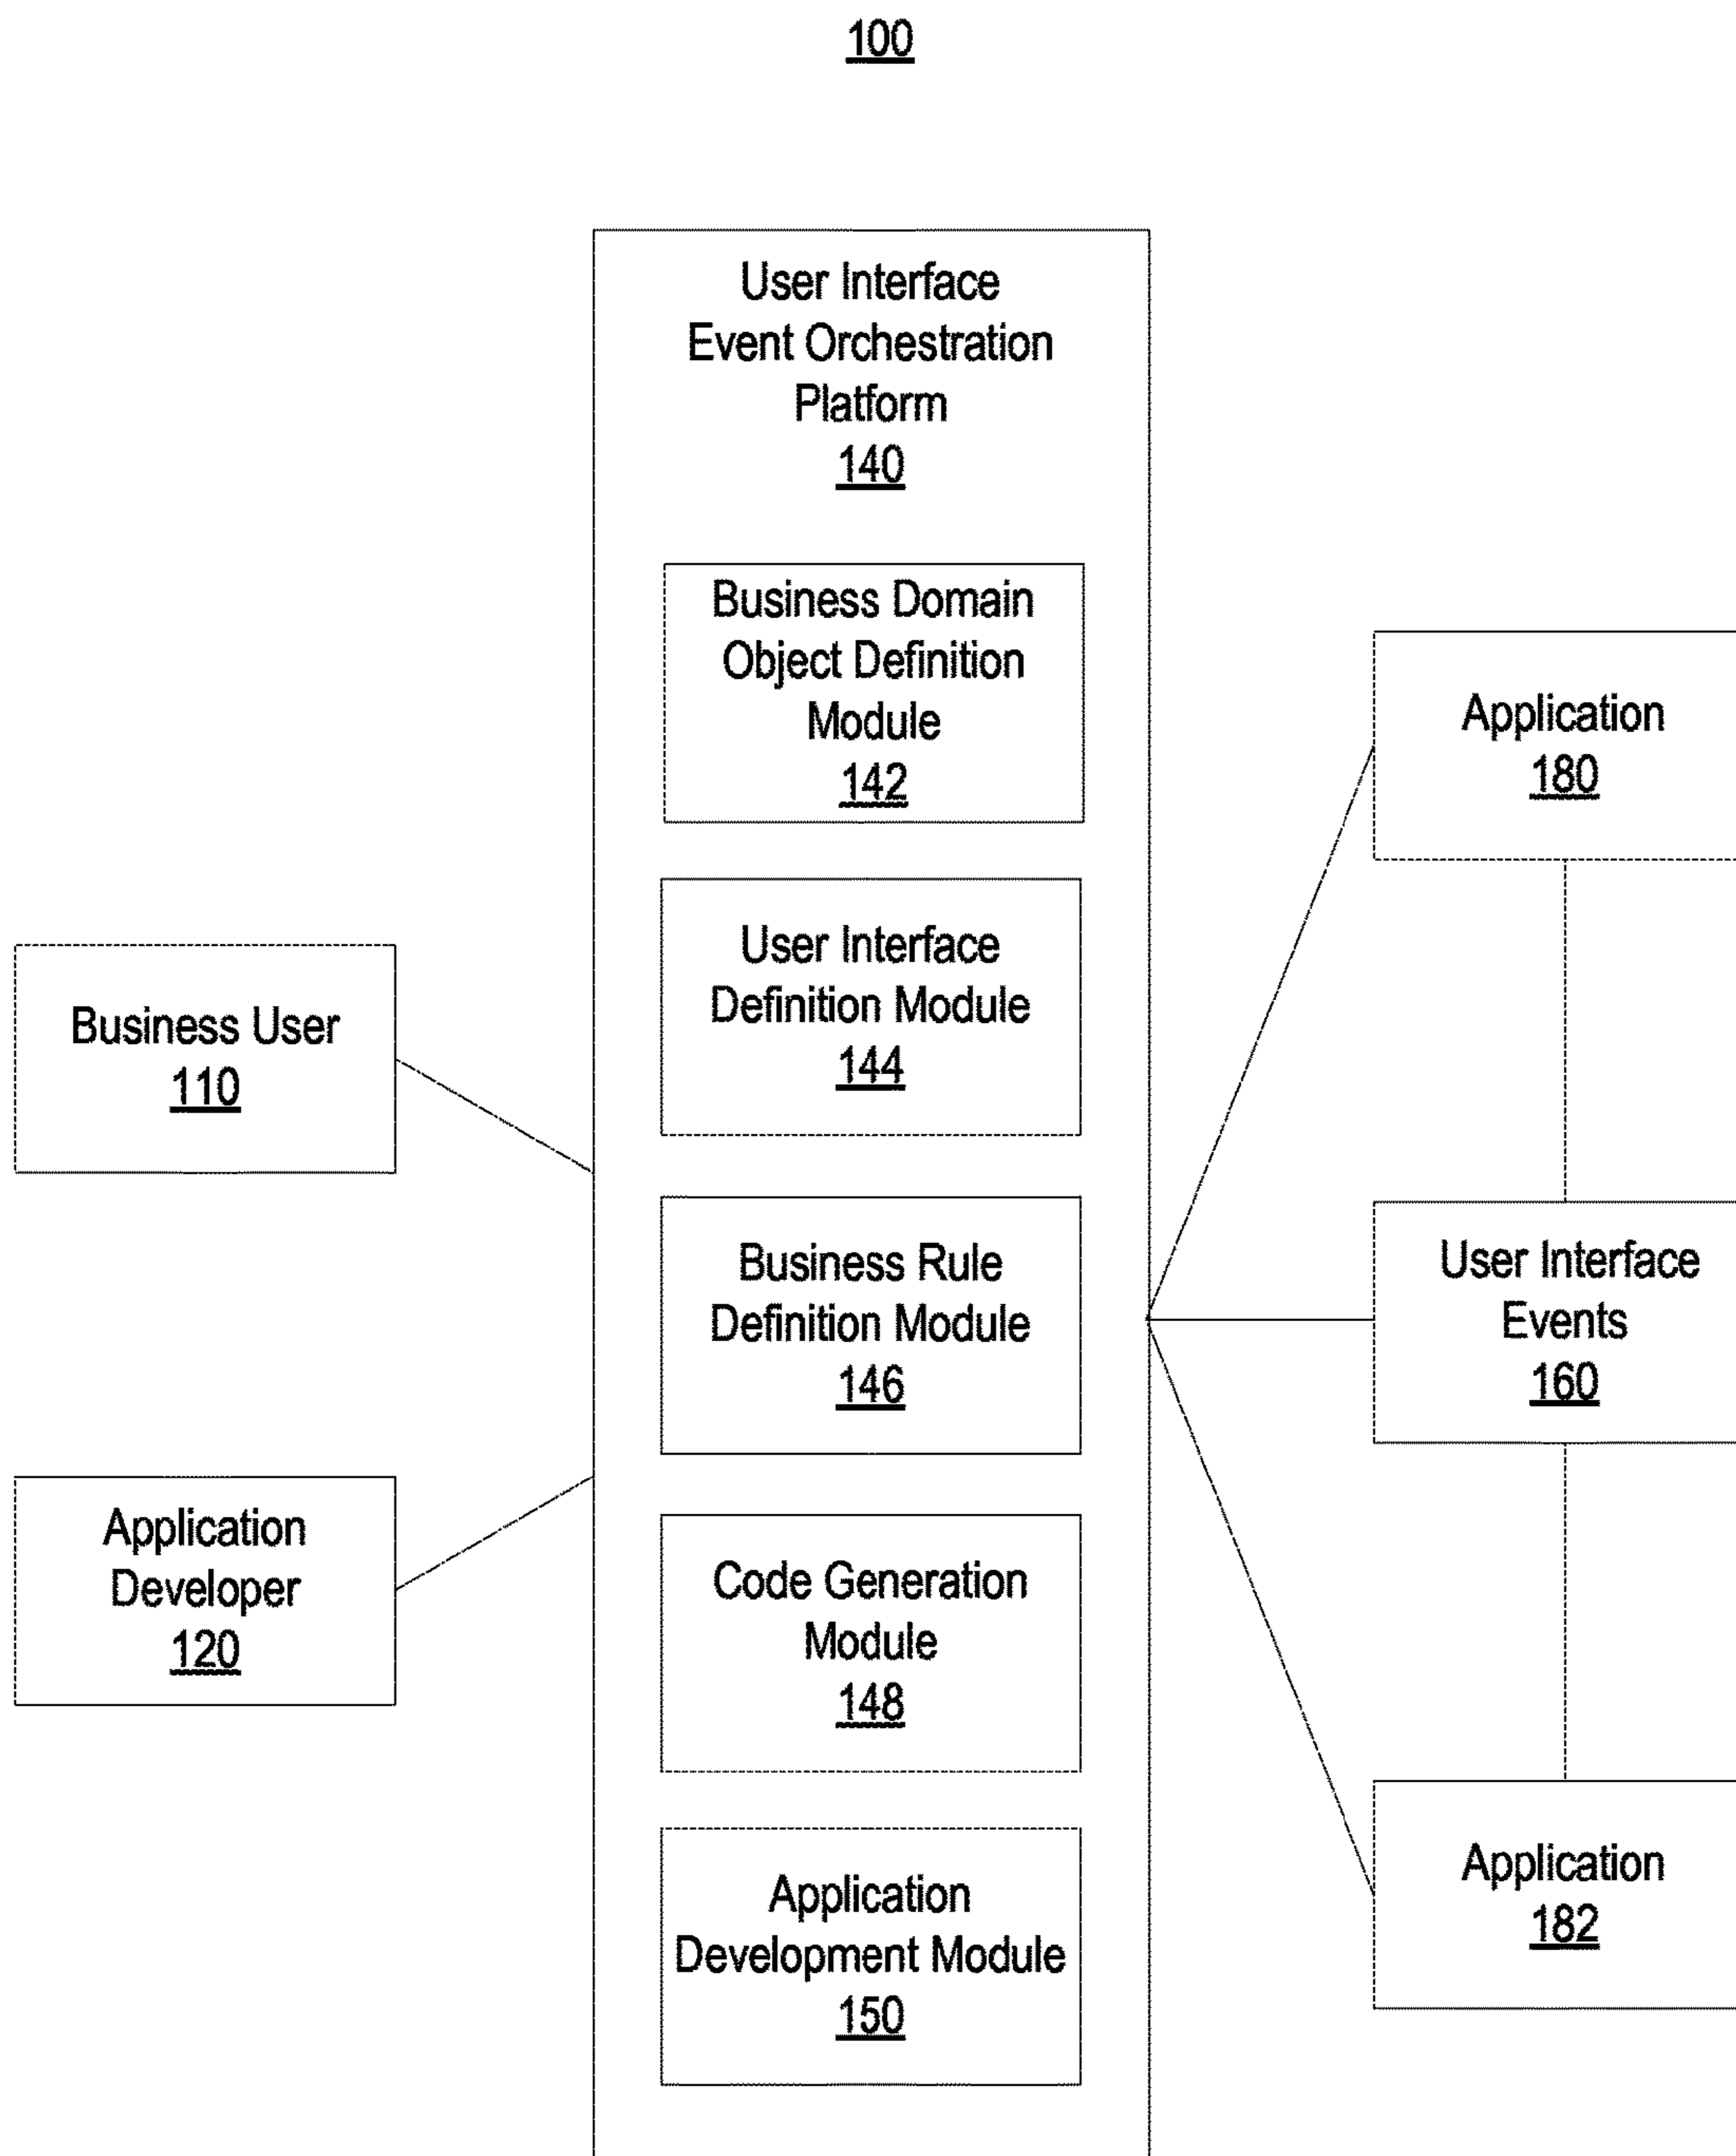 100
User Interface
Event Orchestration
Platform
140
Business Domain
Object Definition
Module
142
User Interface
Definition Module
144
Business Rule
Definition Module
146
Code Generation
Module
148
Application
Development Module
150
Business User
110
Application
Developer
120
Application
180
User Interface
Events
160
Application
182